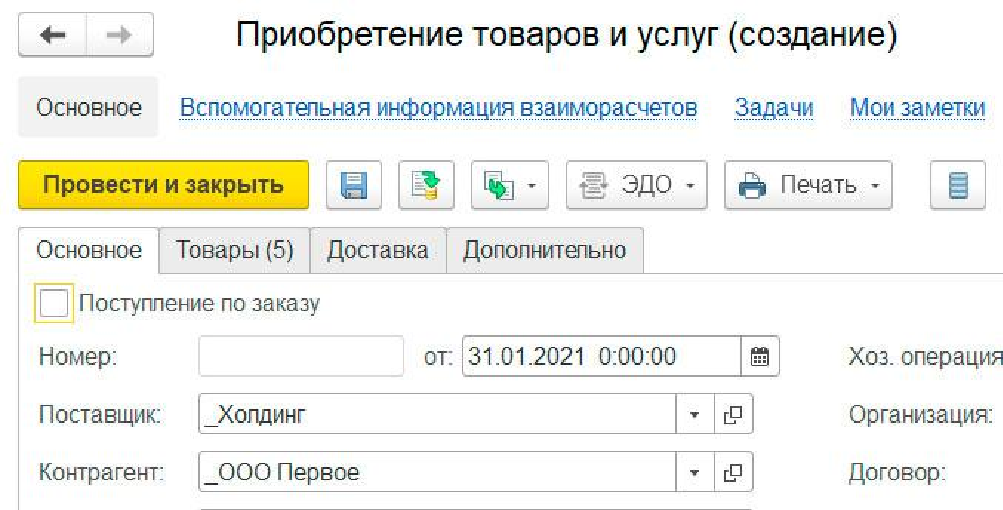 Приобретение товаров и услуг (создание)
Основное Вспомогательная информация взаиморасчетов Задачи Мои заметки
Провести и закрыть ЭДО Печать
Основное Товары (5) Доставка Дополнительно
Поступление по заказу
Номер: от: 31.01.2021 0:00:00 Хоз. операция
Поставщик: _Холдинг Организация:
Контрагент: _ООО Первое Договор: